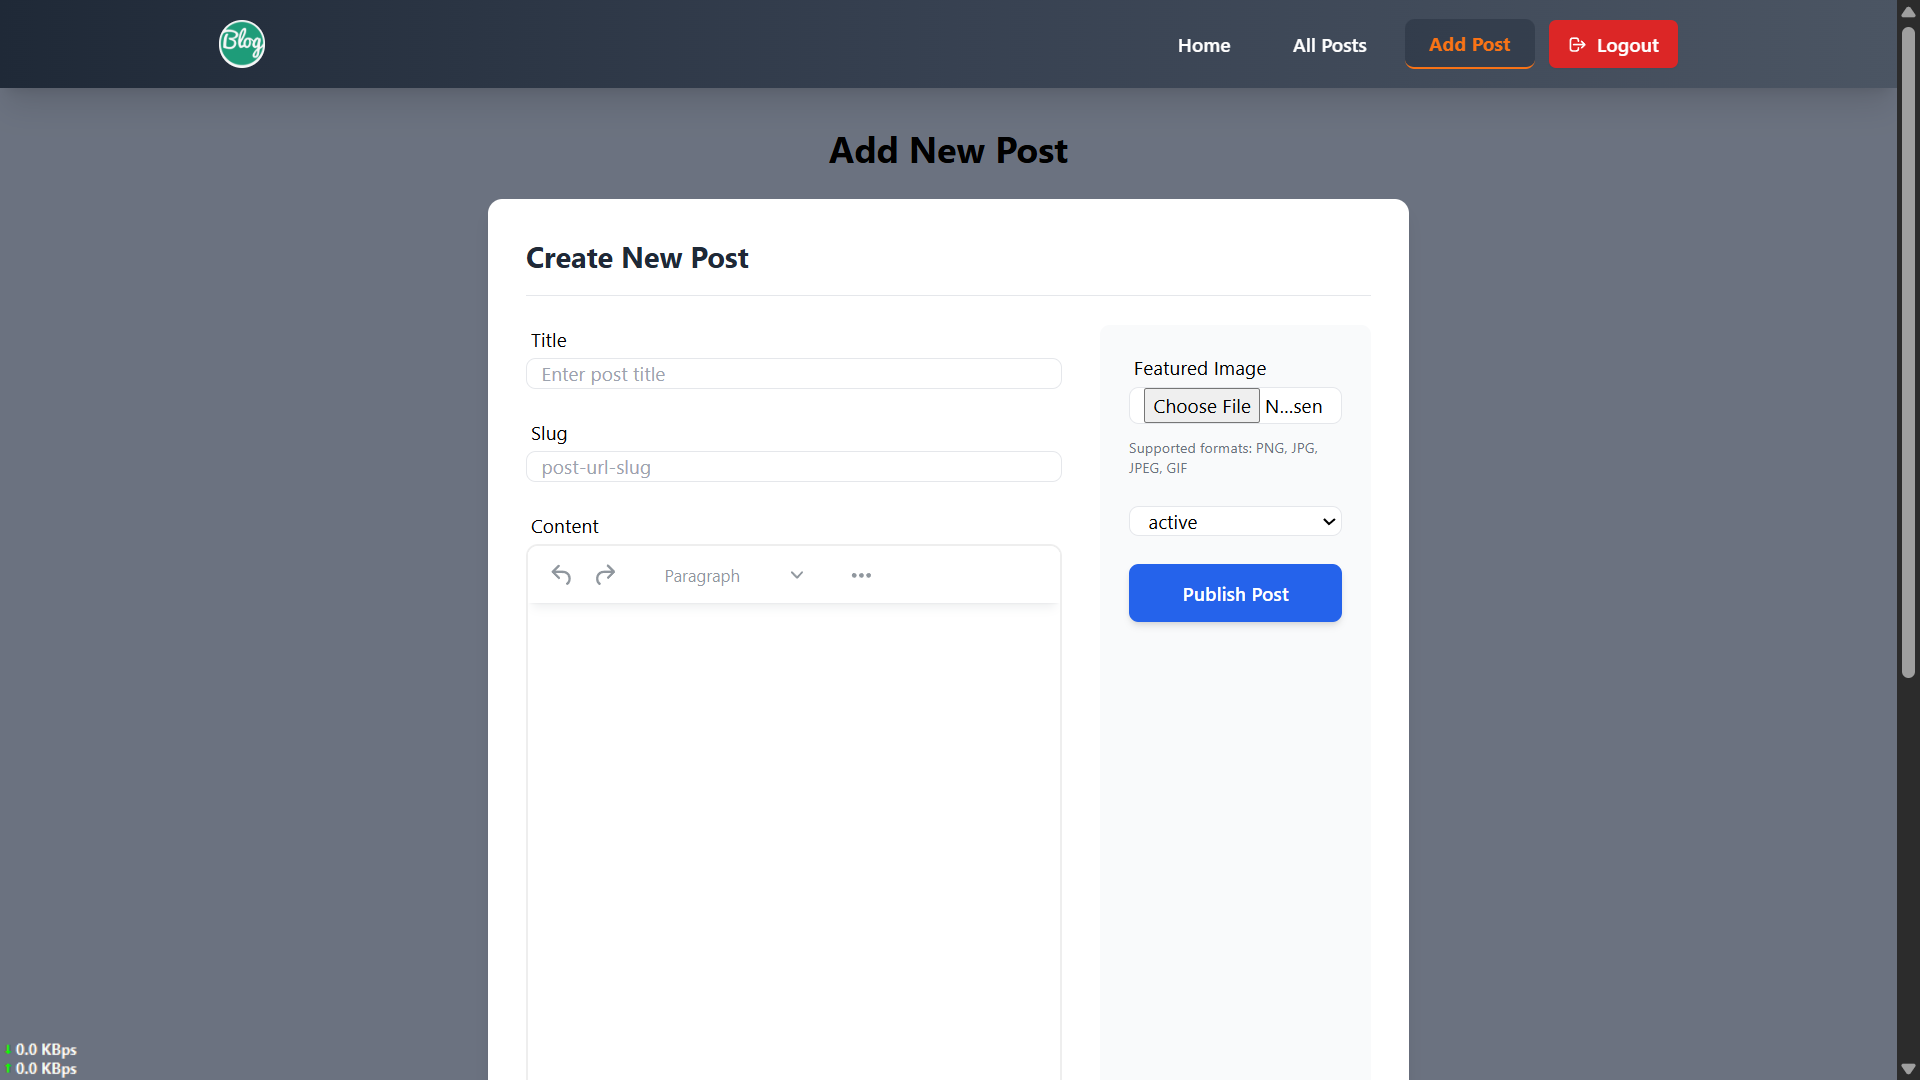 Blog
Home
All Posts
Add Post
Logout
Add New Post
Create New Post
Title
Enter post title
Slug
post-url-slug
Content
Paragraph
Featured Image
Choose File N...sen
Supported formats: PNG, JPG,
JPEG, GIF
active
Publish Post
0.0 KBps
0.0 KBps